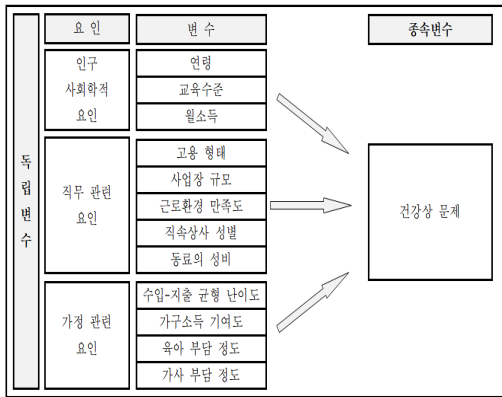 요 인
변 수
종속변수
독
립
변
수
인구
사회학적
요인
연령
교육수준
월소득
직무 관련
요인
고용 형태
사업장 규모
근로환경 만족도
직속상사 성별
동료의 성비
건강상 문제
가정 관련
요인
수입-지출 균형 난이도
가구소득 기여도
육아 부담 정도
가사 부담 정도